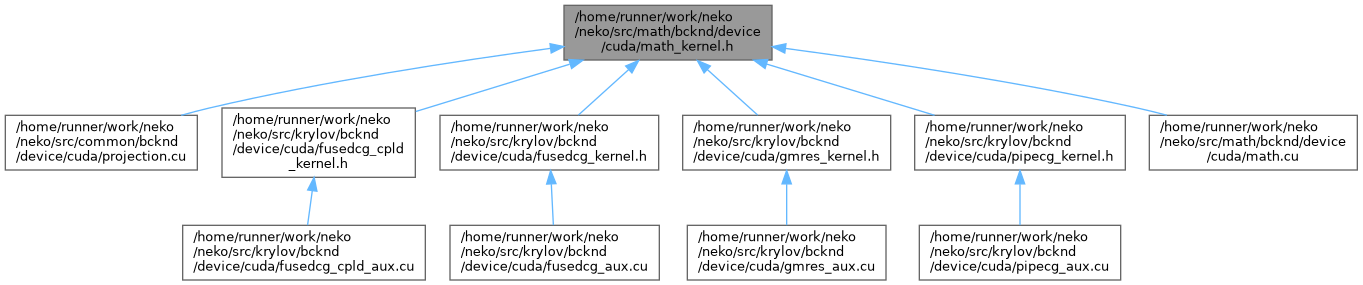 /home/runner/work/neko
/neko/src/math/bcknd/device
/cuda/math_kernel.h
/home/runner/work/neko
/neko/src/common/bcknd
/device/cuda/projection.cu
/home/runner/work/neko
/neko/src/krylov/bcknd
/device/cuda/fusedcg_cpld
_kernel.h
/home/runner/work/neko
/neko/src/krylov/bcknd
/device/cuda/fusedcg_kernel.h
/home/runner/work/neko
/neko/src/krylov/bcknd
/device/cuda/gmres_kernel.h
/home/runner/work/neko
/neko/src/krylov/bcknd
/device/cuda/pipecg_kernel.h
/home/runner/work/neko
/neko/src/math/bcknd/device
/cuda/math.cu
/home/runner/work/neko
/neko/src/krylov/bcknd
/device/cuda/fusedcg_cpld_aux.cu
/home/runner/work/neko
/neko/src/krylov/bcknd
/device/cuda/fusedcg_aux.cu
/home/runner/work/neko
/neko/src/krylov/bcknd
/device/cuda/gmres_aux.cu
/home/runner/work/neko
/neko/src/krylov/bcknd
/device/cuda/pipecg_aux.cu